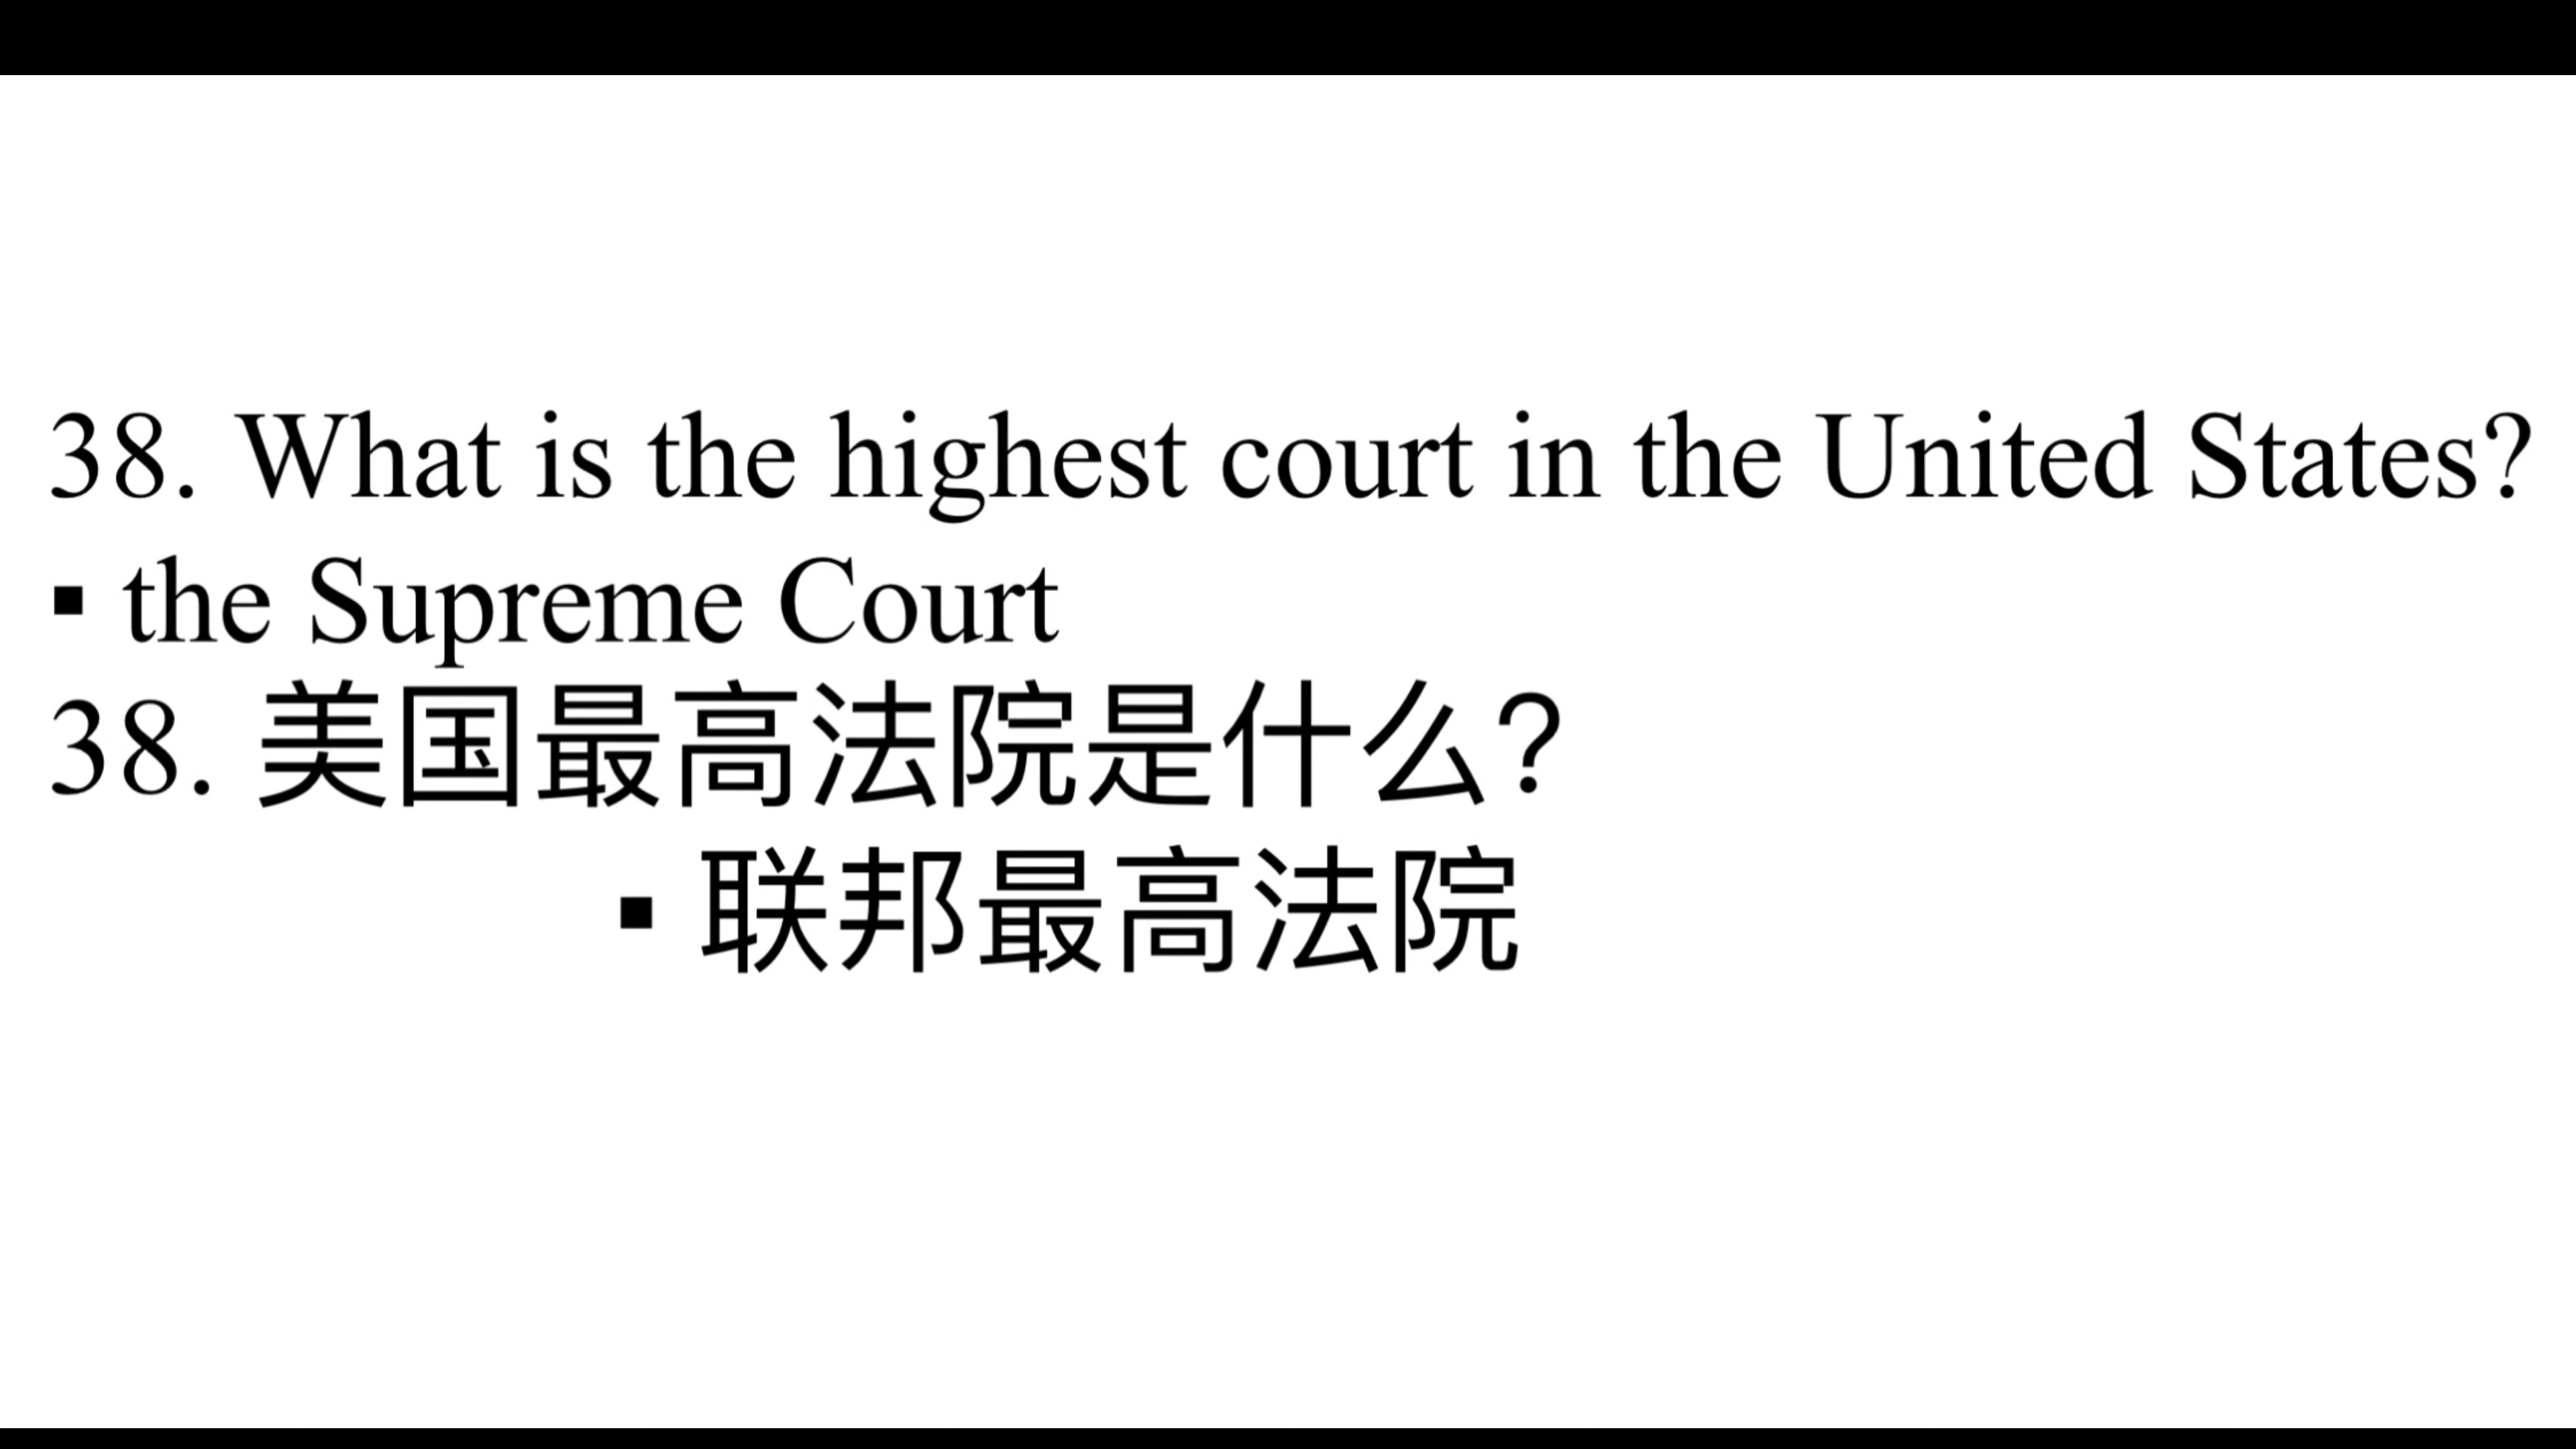 38. What is the highest court in the United States?
▪ the Supreme Court
38. 美国最高法院是什么?
▪ 联邦最高法院